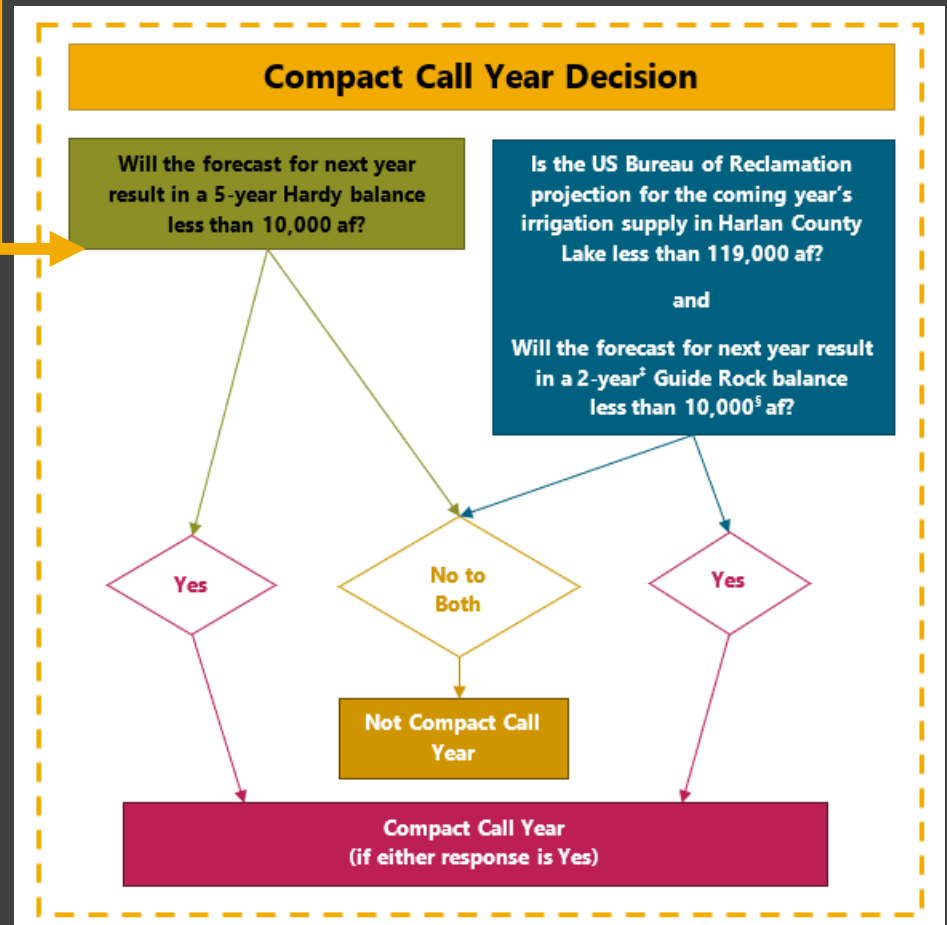 Compact Call Year Decision
Will the forecast for next year
result in a 5-year Hardy balance
less than 10,000 af?
Is the US Bureau of Reclamation
projection for the coming year’s
irrigation supply in Harlan County
Lake less than 119,000 af?
and
Will the forecast for next year result
in a 2-year‡ Guide Rock balance
less than 10,000§ af?
Yes
No to
Both
Yes
Not Compact Call
Year
Compact Call Year
(if either response is Yes)